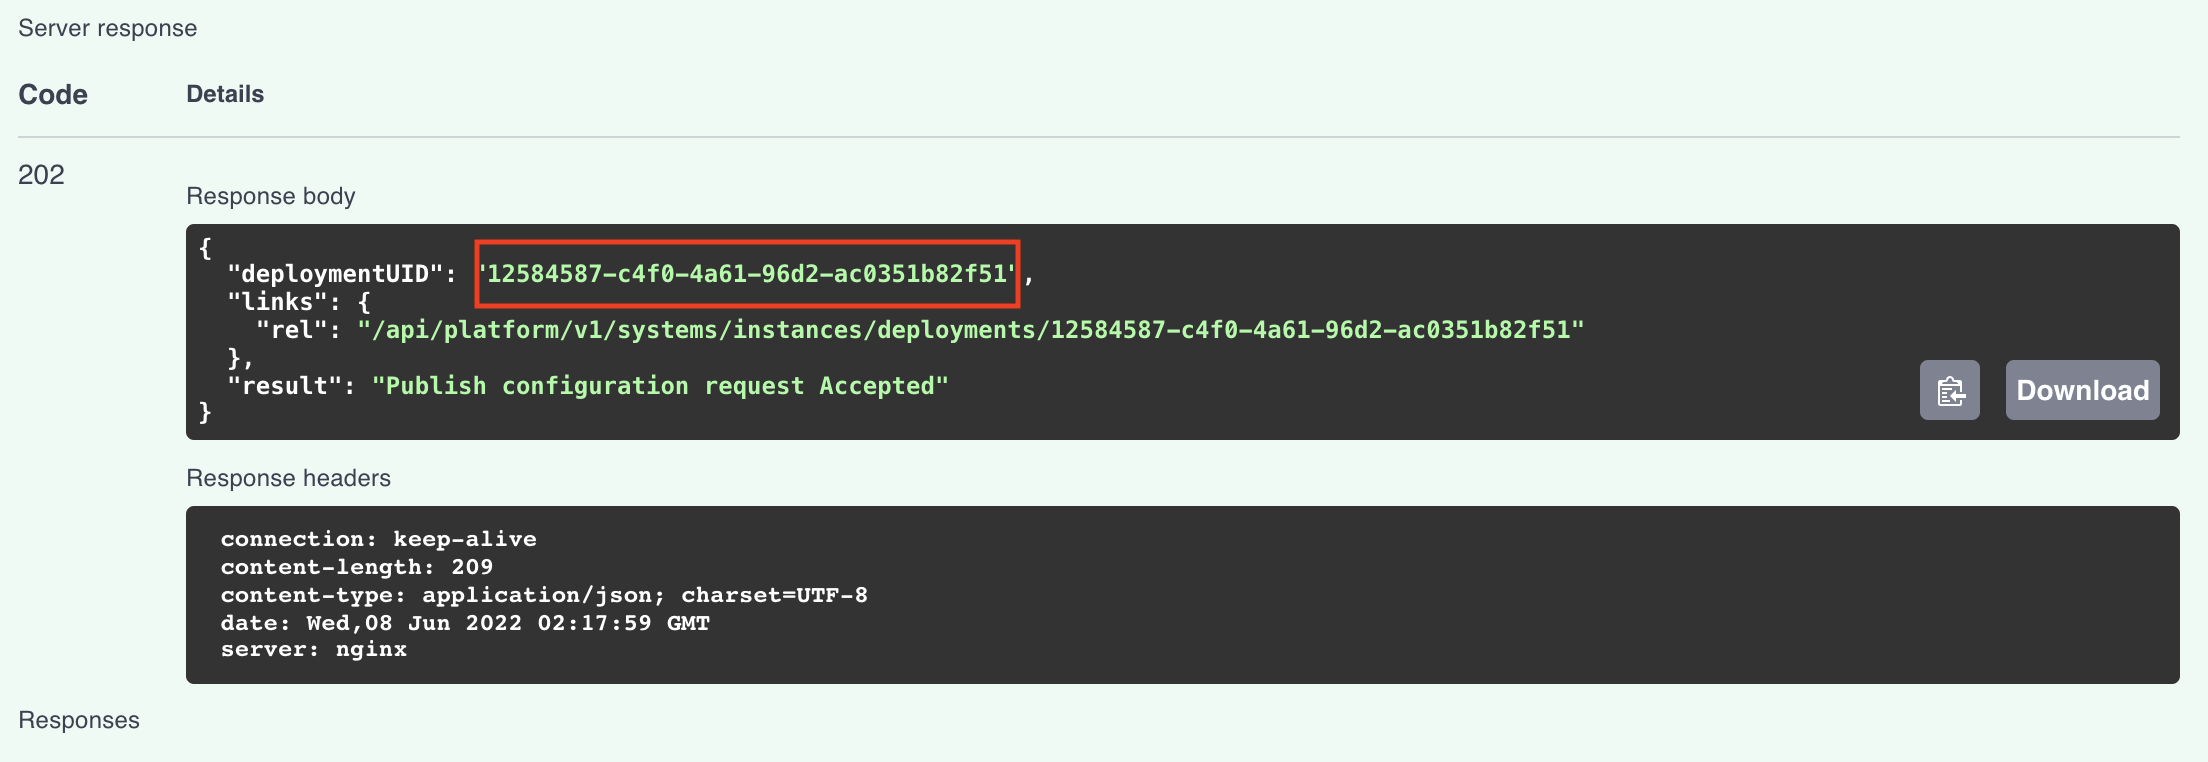 Server response
Code Details
202
Response body
{
"deploymentUID": "12584587-c4f0-4a61-96d2-ac0351b82f51",
"links": {
"rel": "/api/platform/v1/systems/instances/deployments/12584587-c4f0-4a61-96d2-ac0351b82f51"
},
"result": "Publish configuration request Accepted"
}
Download
Response headers
connection: keep-alive
content-length: 209
content-type: application/json; charset=UTF-8
date: Wed,08 Jun 2022 02:17:59 GMT
server: nginx
Responses